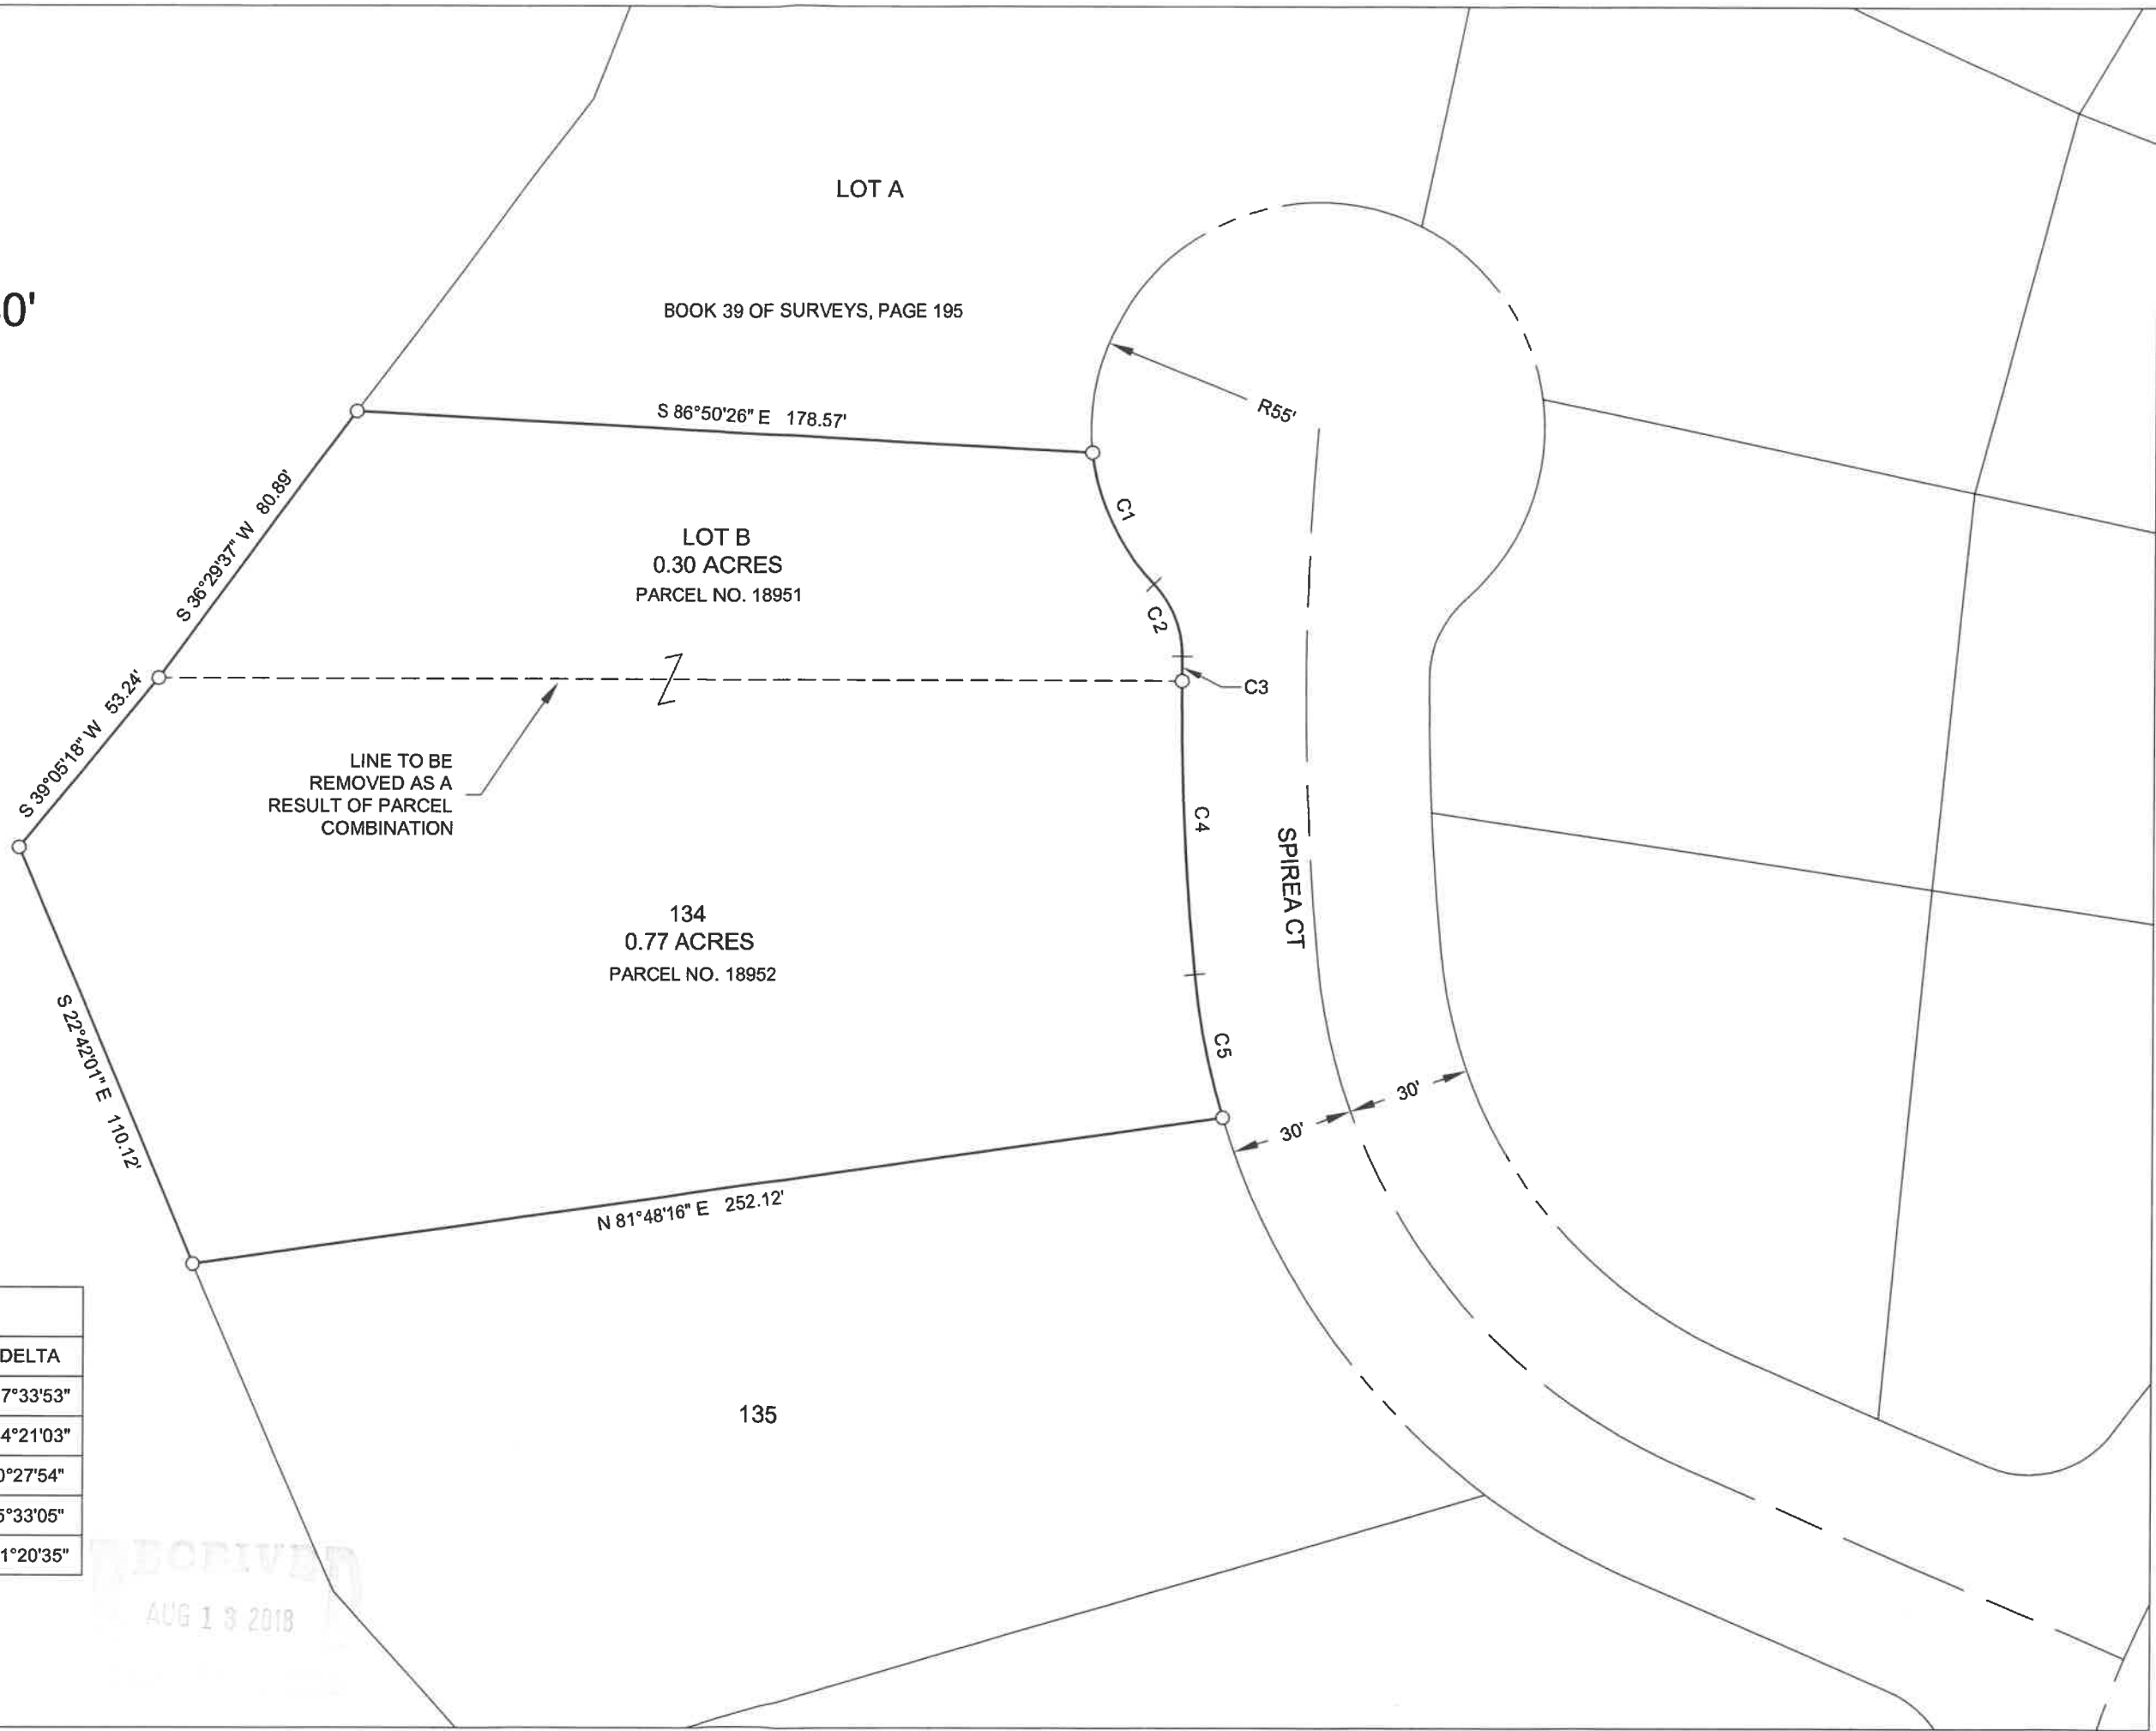 LOT A
0'
BOOK 39 OF SURVEYS, PAGE 195
R55'
S 86°50'26" E 178.57'
S 36°29'37" W 80.89'
C1
LOT B
0.30 ACRES
PARCEL NO. 18951
C2
C3
S 39°05'18" W 53.24'
LINE TO BE
REMOVED AS A
RESULT OF PARCEL
COMBINATION
C4
SPIREA CT
134
0.77 ACRES
PARCEL NO. 18952
S 22°42'01" E 110.12'
C5
30'
30'
N 81°48'16" E 252.12'
DELTA
7°33'53"
4°21'03"
0°27'54"
5°33'05"
1°20'35"
135
RECEIVED
AUG 13 2018